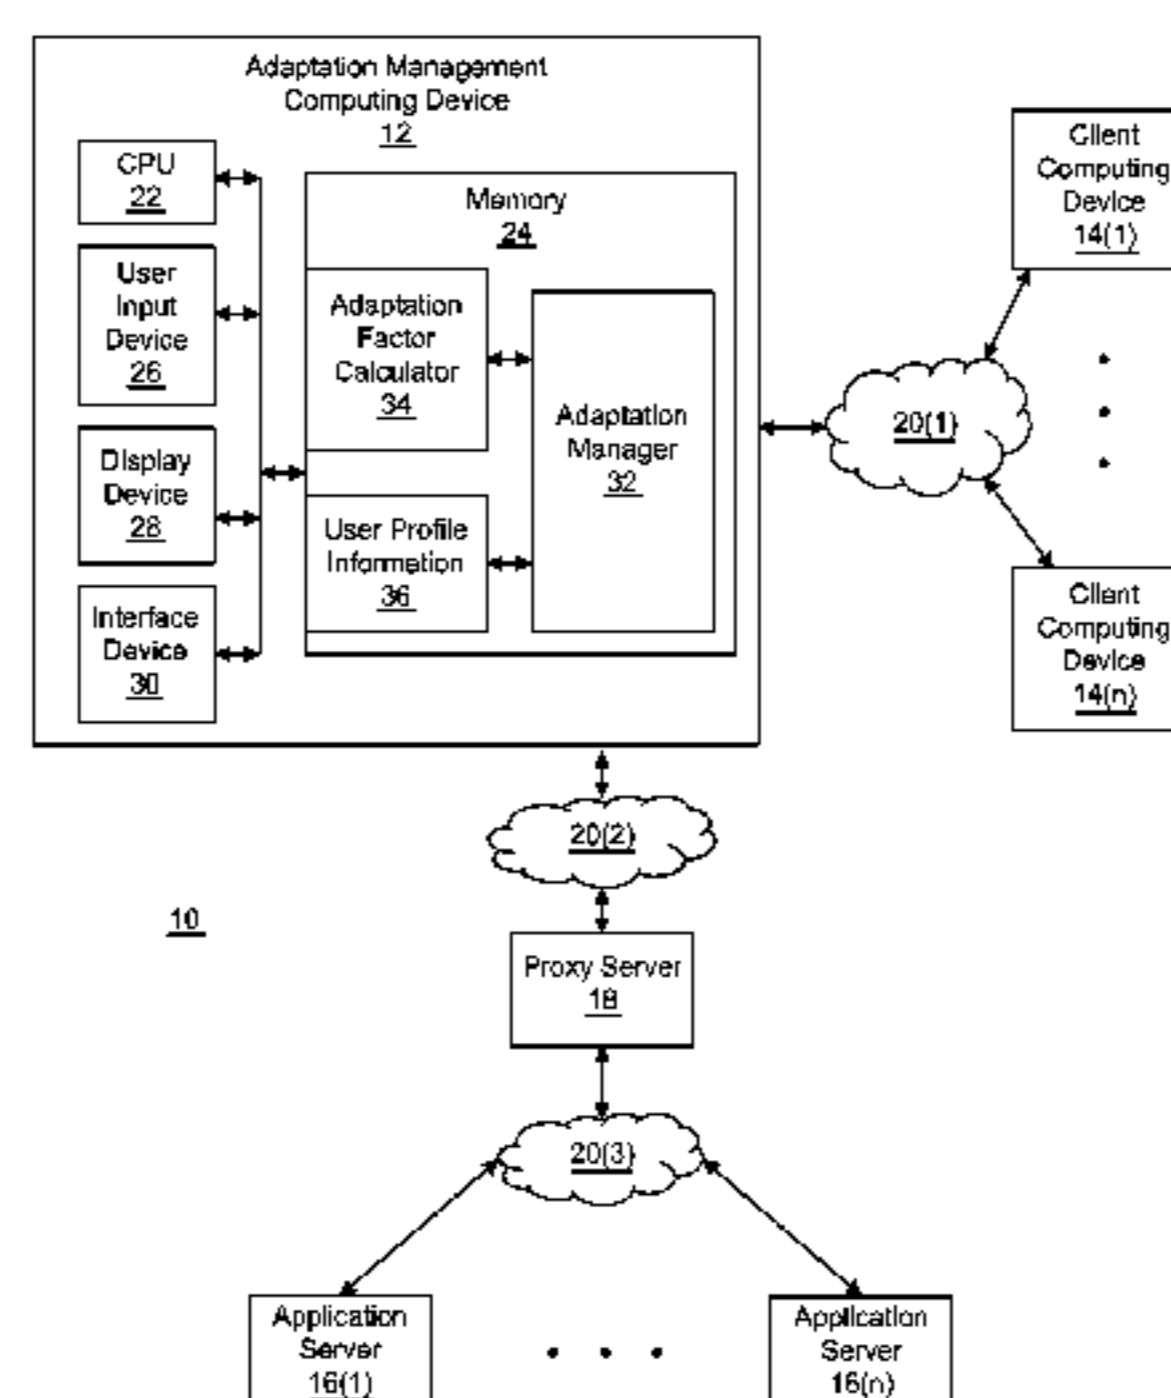 Adaptation Management
Computing Device
12
CPU
22
User
Input
Device
26
Display
Device
28
Interface
Device
30
Memory
24
Adaptation
Factor
Calculator
34
User Profile
Information
36
Adaptation
Manager
32
20(1)
Client
Computing
Device
14(1)
Client
Computing
Device
14(n)
20(2)
10
Proxy Server
18
20(3)
Application
Server
16(1)
Application
Server
16(n)